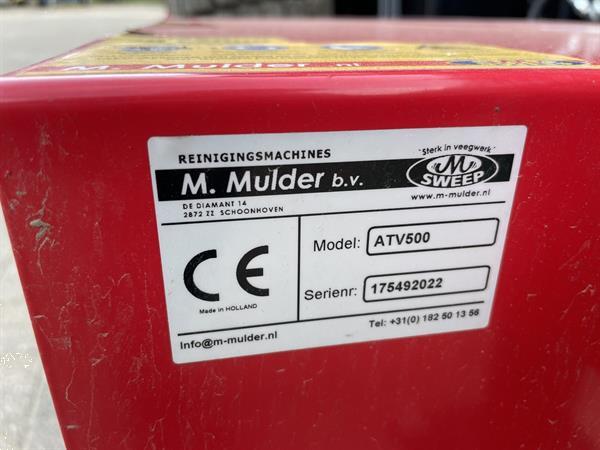 M. Mulder nl
REINIGINGSMACHINES
M. Mulder b.v.
DE DIAMANT 14
2872 ZZ SCHOONHOVEN
"Sterk in veegwerk"
M
SWEEP
www.m-mulder.nl
CE
Made in HOLLAND
Model: ATV500
Serienr: 175492022
Info@m-mulder.nl
Tel: +31(0) 182 50 13 56